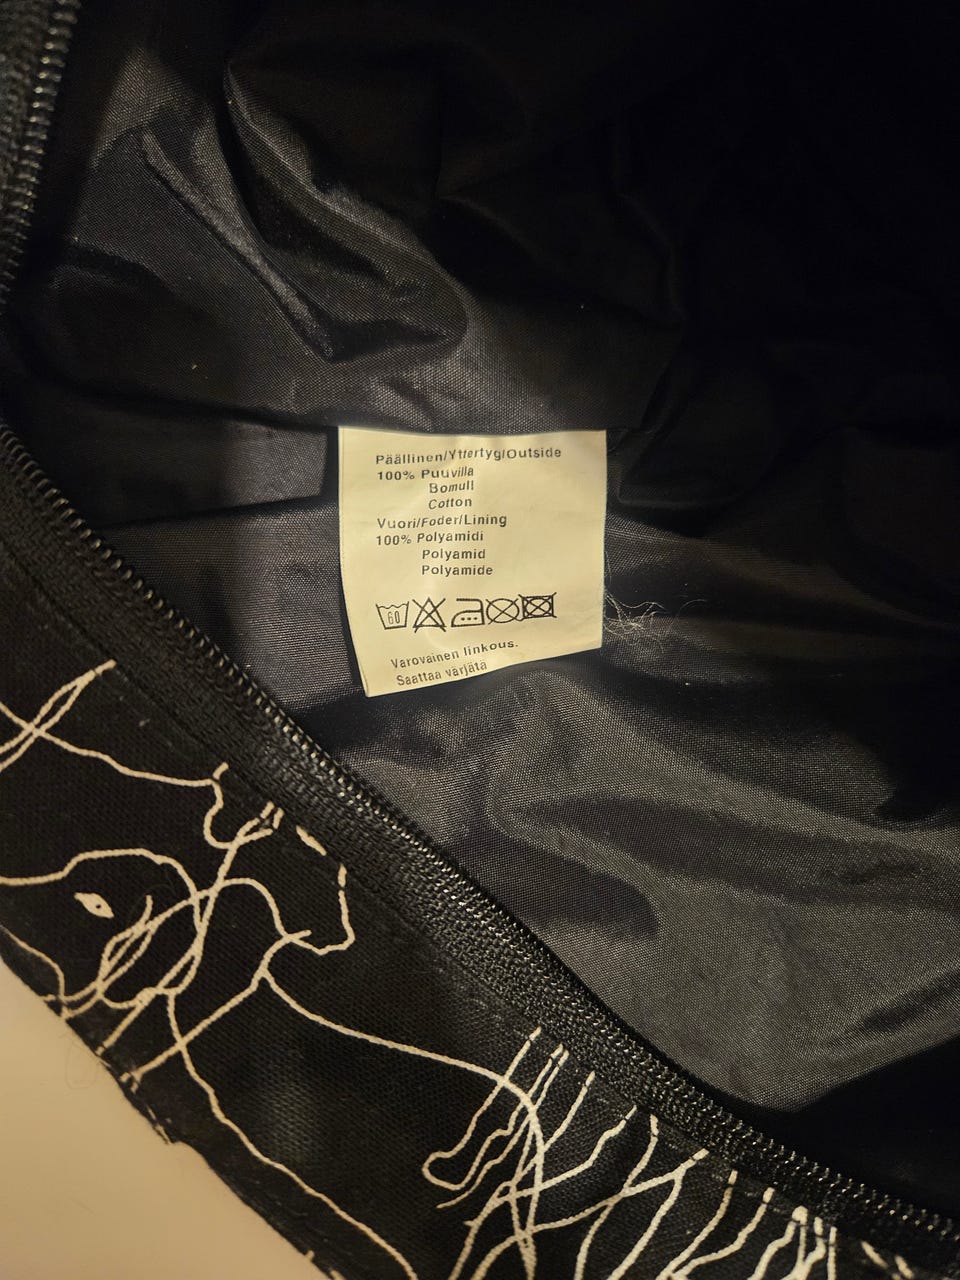 Päällinen/Yttertyg/Outside
100% Puuvilla
Bomull
Cotton
Vuori/Foder/Lining
100% Polyamidi
Polyamid
Polyamide
60
Varovainen linkous.
Saattaa värjätä